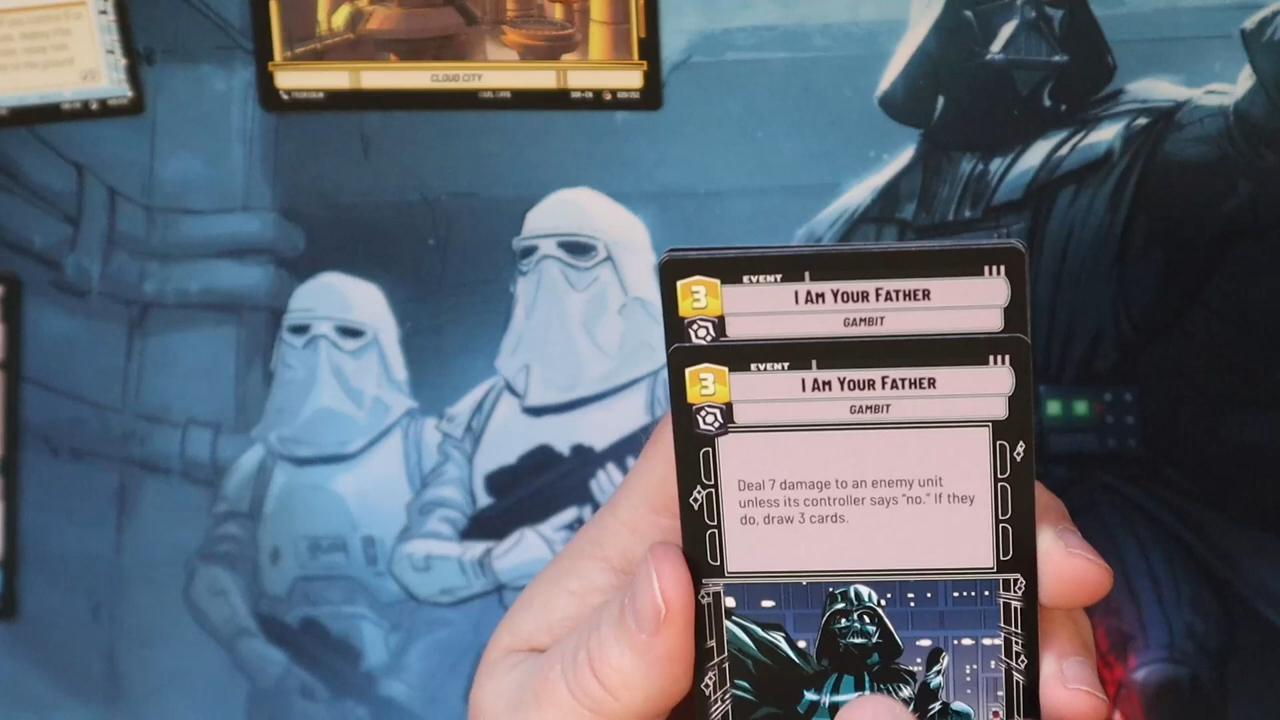 CLOUD CITY
EVENT
3
I AM YOUR FATHER
GAMBIT
EVENT
3
I AM YOUR FATHER
GAMBIT
Deal 7 damage to an enemy unit
unless its controller says “no.” If they
do, draw 3 cards.